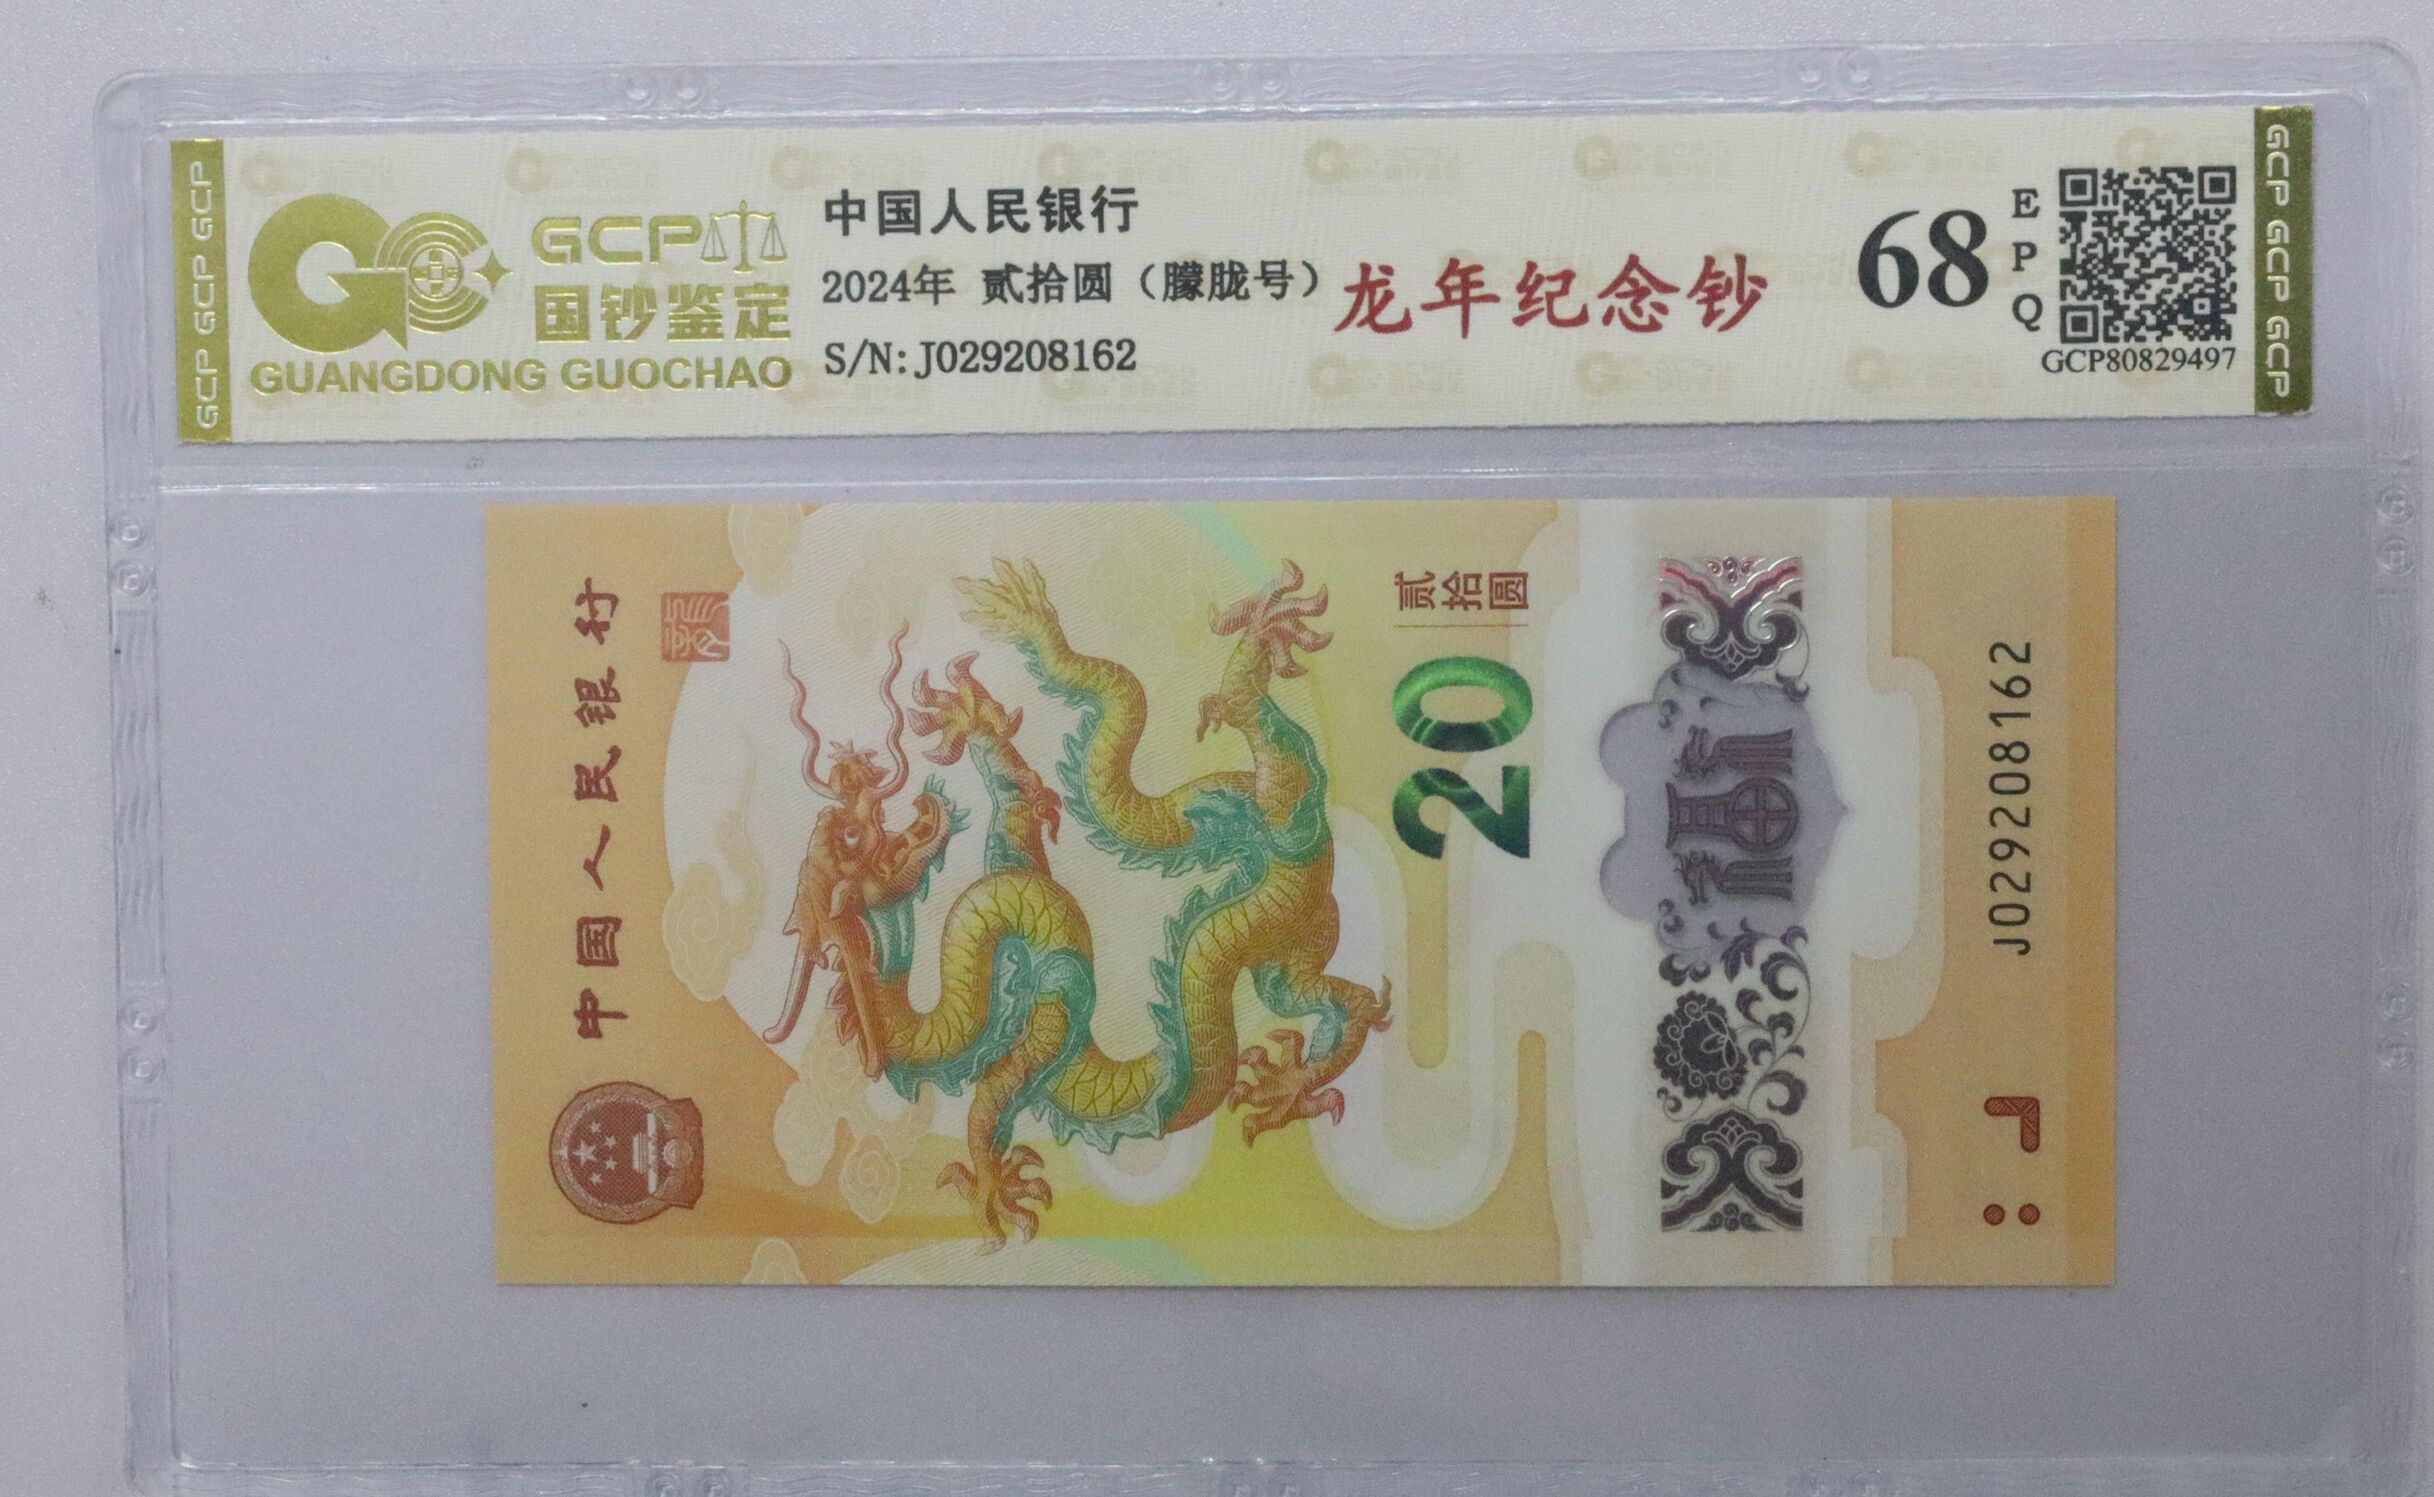 GCP GCP GCP
GCP
国钞鉴定
GUANGDONG GUOCHAO
中国人民银行
2024年 贰拾圆（朦胧号）
S/N: J029208162
龙年纪念钞
68
EPQ
GCP80829497
GCP GCP GCP
中国人民银行
贰拾圆
20
J029208162